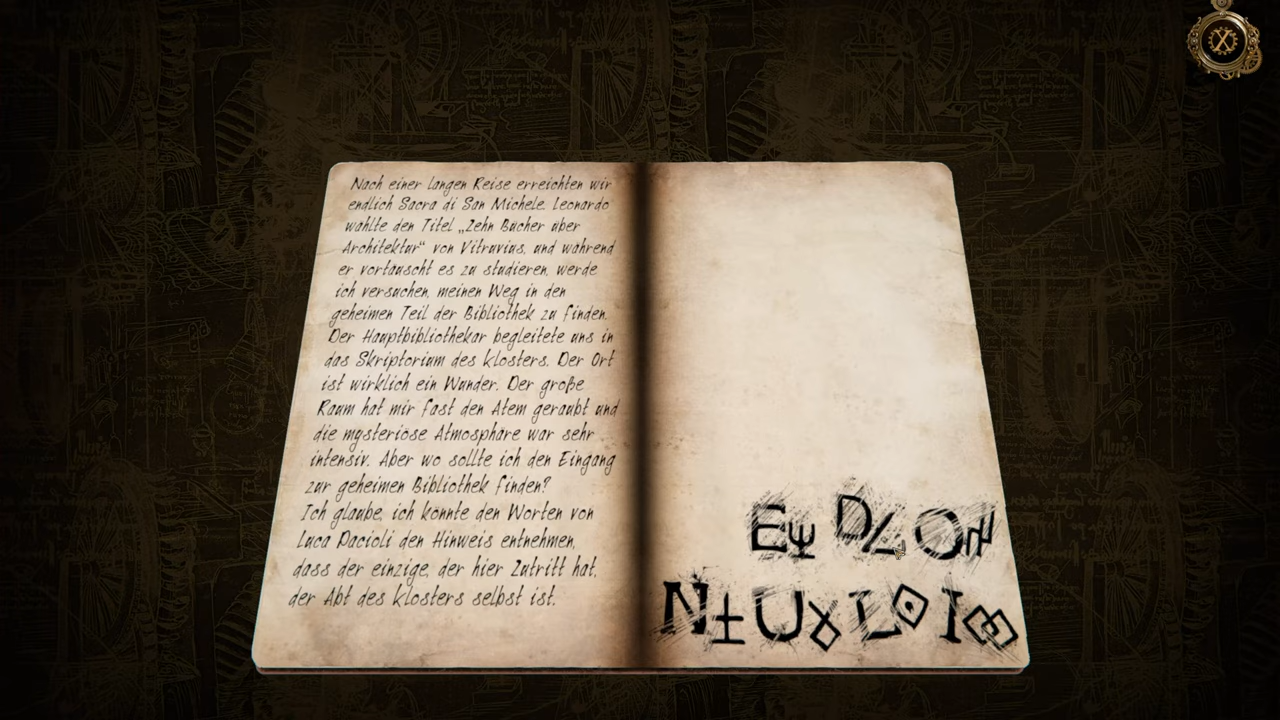 Nach einer langen Reise erreichten wir
endlich Sacra di San Michele. Leonardo
wählte den Titel „Zehn Bücher über
Architektur“ von Vitruvius, und während
er vortäuscht es zu studieren, werde
ich versuchen, meinen Weg in den
geheimen Teil der Bibliothek zu finden.
Der Hauptbibliothekar begleitete uns in
das Skriptorium des Klosters. Der Ort
ist wirklich ein Wunder. Der große
Raum hat mir fast den Atem geraubt und
die mysteriöse Atmosphäre war sehr
intensiv. Aber wo sollte ich den Eingang
zur geheimen Bibliothek finden?
Ich glaube, ich konnte den Worten von
Luca Pacioli den Hinweis entnehmen,
dass der einzige, der hier Zutritt hat,
der Abt des Klosters selbst ist.
E D O
N U L I